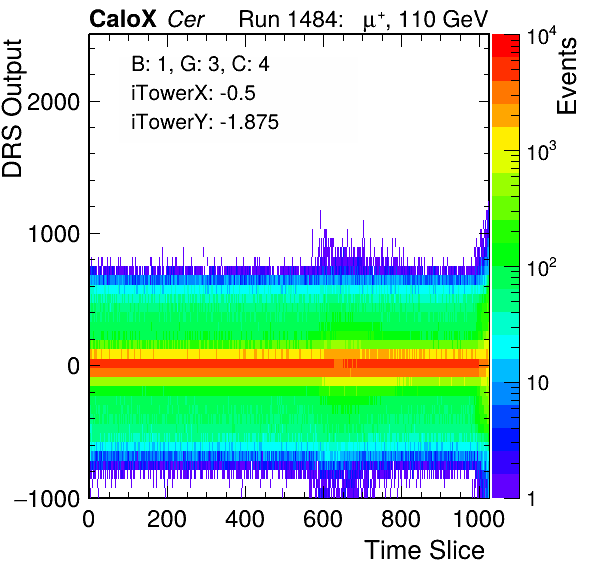 CaloX Cer Run 1484: μ⁺, 110 GeV
B: 1, G: 3, C: 4
iTowerX: -0.5
iTowerY: -1.875
DRS Output
2000
1000
0
−1000
0 200 400 600 800 1000
Time Slice
Events
10⁴
10³
10²
10
1